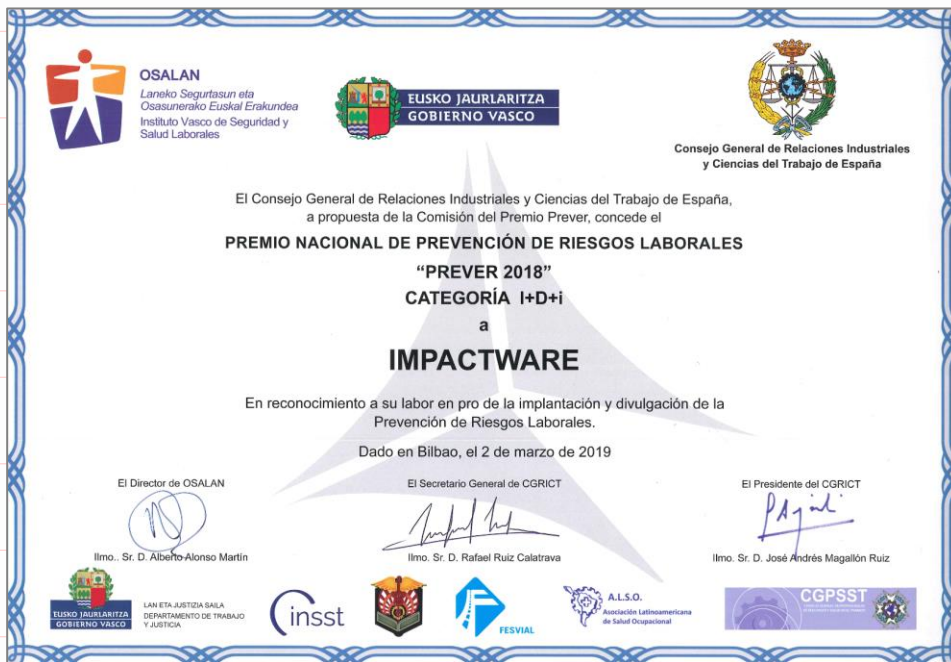 OSALAN
Laneko Segurtasun eta
Osasunerako Euskal Erakundea
Instituto Vasco de Seguridad y
Salud Laborales
EUSKO JAURLARITZA
GOBIERNO VASCO
Consejo General de Relaciones Industriales
y Ciencias del Trabajo de España
El Consejo General de Relaciones Industriales y Ciencias del Trabajo de España,
a propuesta de la Comisión del Premio Prever, concede el
PREMIO NACIONAL DE PREVENCIÓN DE RIESGOS LABORALES
“PREVER 2018”
CATEGORÍA I+D+i
a
IMPACTWARE
En reconocimiento a su labor en pro de la implantación y divulgación de la
Prevención de Riesgos Laborales.
Dado en Bilbao, el 2 de marzo de 2019
El Director de OSALAN
El Secretario General de CGRICT
El Presidente del CGRICT
Ilmo.. Sr. D. Alberto Alonso Martín
Ilmo. Sr. D. Rafael Ruiz Calatrava
Ilmo. Sr. D. José Andrés Magallón Ruiz
EUSKO JAURLARITZA
GOBIERNO VASCO
LAN ETA JUSTIZIA SAILA
DEPARTAMENTO DE TRABAJO
Y JUSTICIA
insst
FESVIAL
A.L.S.O.
Asociación Latinoamericana
de Salud Ocupacional
CGPSST